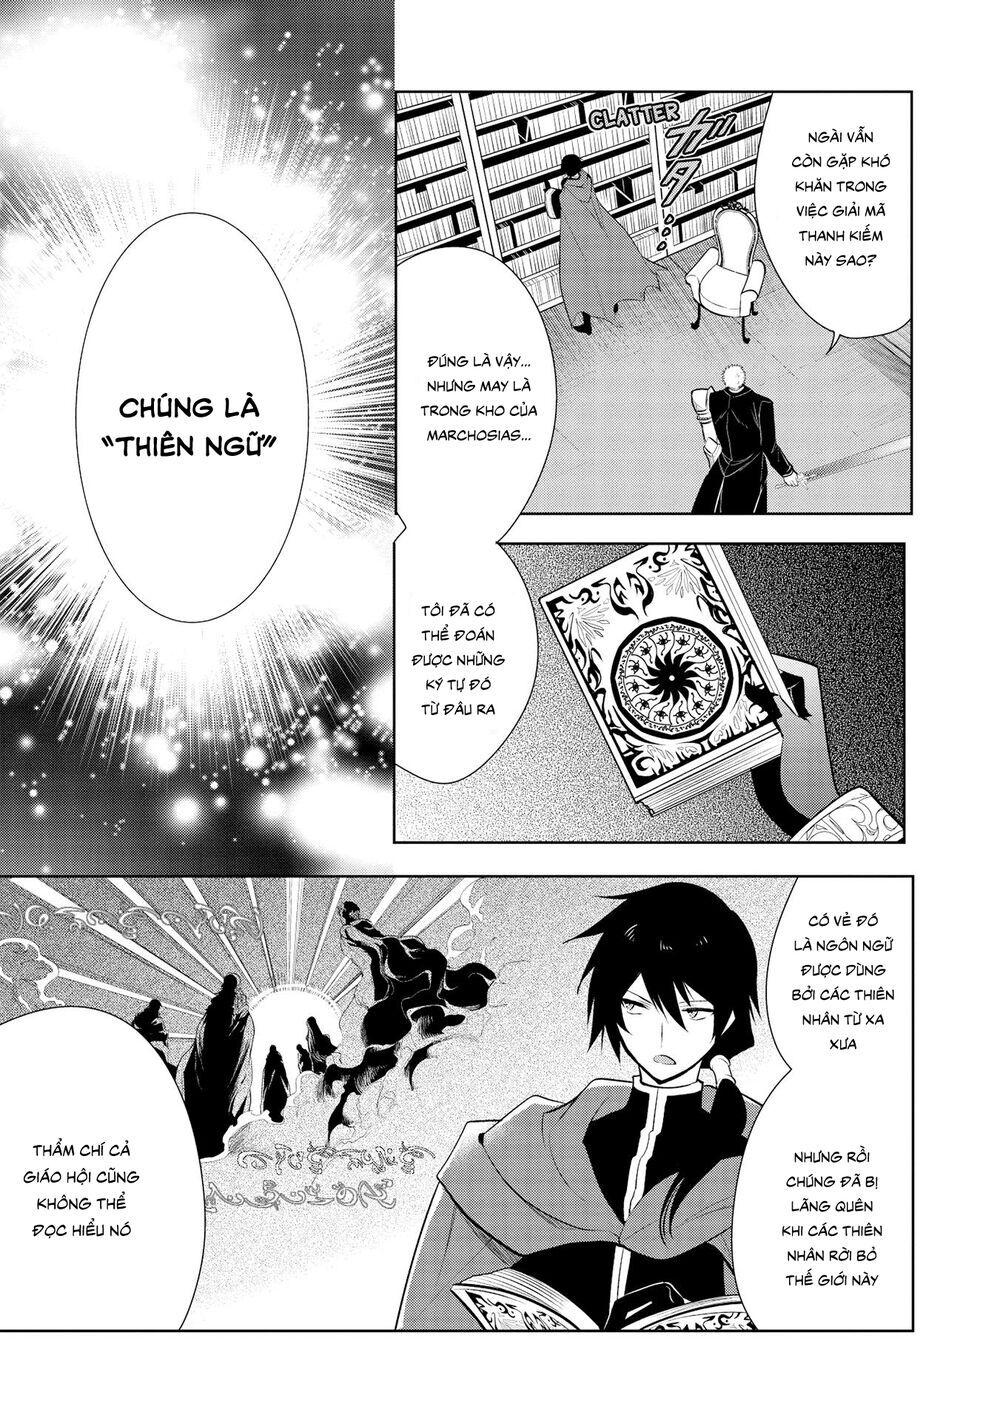 NGÀI VẪN
CÒN GẶP KHÓ
KHĂN TRONG
VIỆC GIẢI MÃ
THANH KIẾM
NÀY SAO?
CLATTER
ガタ
ĐÚNG LÀ VẬY...
NHƯNG MAY LÀ
TRONG KHO CỦA
MARCHOSIAS...
TÔI ĐÃ CÓ
THỂ ĐOÁN
ĐƯỢC NHỮNG
KÝ TỰ ĐÓ
TỪ ĐÂU RA
CHÚNG LÀ
"THIÊN NGỮ"
CÓ VẺ ĐÓ
LÀ NGÔN NGỮ
ĐƯỢC DÙNG
BỞI CÁC THIÊN
NHÂN TỪ XA
XƯA
NHƯNG RỒI
CHÚNG ĐÃ BỊ
LÃNG QUÊN
KHI CÁC THIÊN
NHÂN RỜI BỎ
THẾ GIỚI NÀY
THẨM CHÍ CẢ
GIÁO HỘI CŨNG
KHÔNG THỂ
ĐỌC HIỂU NÓ